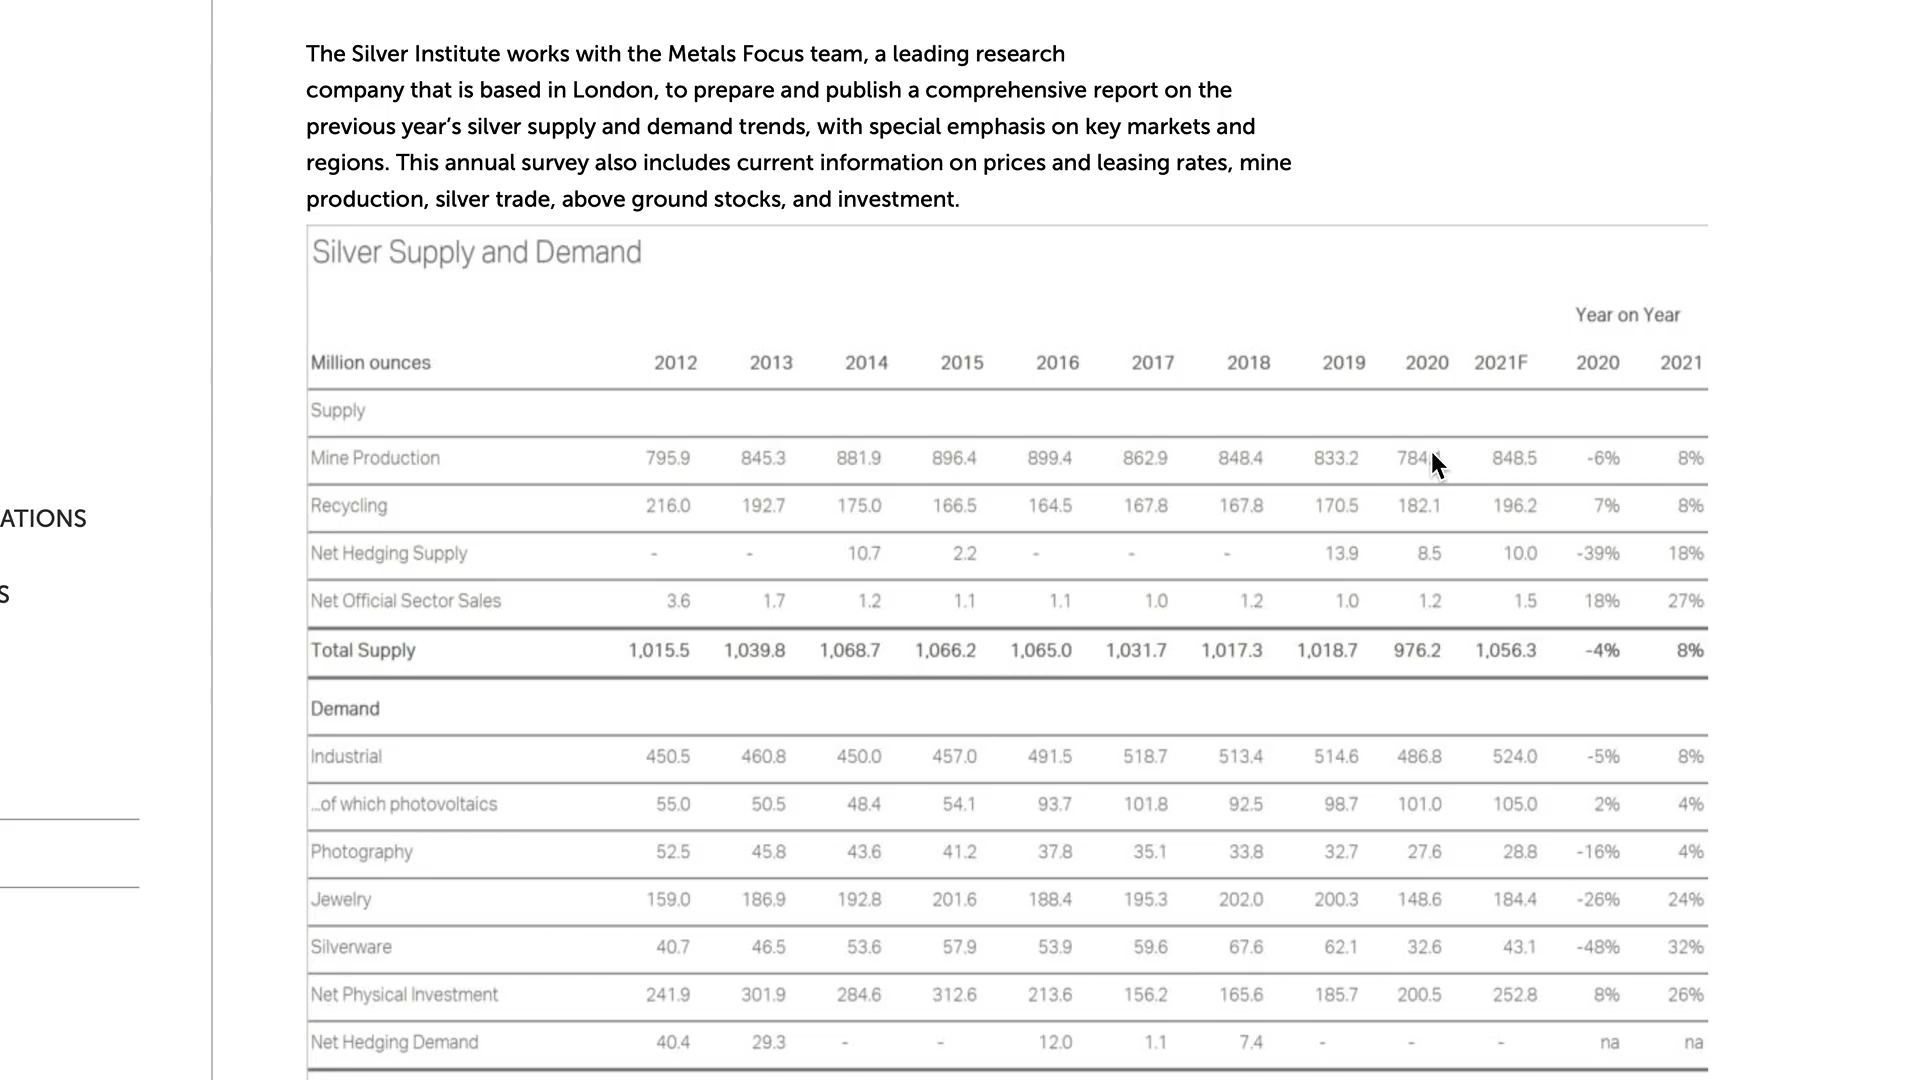 The Silver Institute works with the Metals Focus team, a leading research
company that is based in London, to prepare and publish a comprehensive report on the
previous year’s silver supply and demand trends, with special emphasis on key markets and
regions. This annual survey also includes current information on prices and leasing rates, mine
production, silver trade, above ground stocks, and investment.
Silver Supply and Demand
Year on Year
Million ounces 2012 2013 2014 2015 2016 2017 2018 2019 2020 2021F 2020 2021
Supply
Mine Production 795.9 845.3 881.9 896.4 899.4 862.9 848.4 833.2 848.5 -6% 8%
Recycling 216.0 192.7 175.0 166.5 164.5 167.8 167.8 170.5 182.1 196.2 7% 8%
ATIONS
Net Hedging Supply - - 10.7 2.2 - - - 13.9 8.5 10.0 -39% 18%
S
Net Official Sector Sales 3.6 1.7 1.2 1.1 1.1 1.0 1.2 1.0 1.2 1.5 18% 27%
Total Supply 1,015.5 1,039.8 1,068.7 1,066.2 1,065.0 1,031.7 1,017.3 1,018.7 976.2 1,056.3 -4% 8%
Demand
Industrial 450.5 460.8 450.0 457.0 491.5 518.7 513.4 514.6 486.8 524.0 -5% 8%
...of which photovoltaics 55.0 50.5 48.4 54.1 93.7 101.8 92.5 98.7 101.0 105.0 2% 4%
Photography 52.5 45.8 43.6 41.2 37.8 35.1 33.8 32.7 27.6 28.8 -16% 4%
Jewelry 159.0 186.9 192.8 201.6 188.4 195.3 202.0 200.3 148.6 184.4 -26% 24%
Silverware 40.7 46.5 53.6 57.9 53.9 59.6 67.6 62.1 32.6 43.1 -48% 32%
Net Physical Investment 241.9 301.9 284.6 312.6 213.6 156.2 165.6 185.7 200.5 252.8 8% 26%
Net Hedging Demand 40.4 29.3 - - 12.0 1.1 7.4 - - - na na